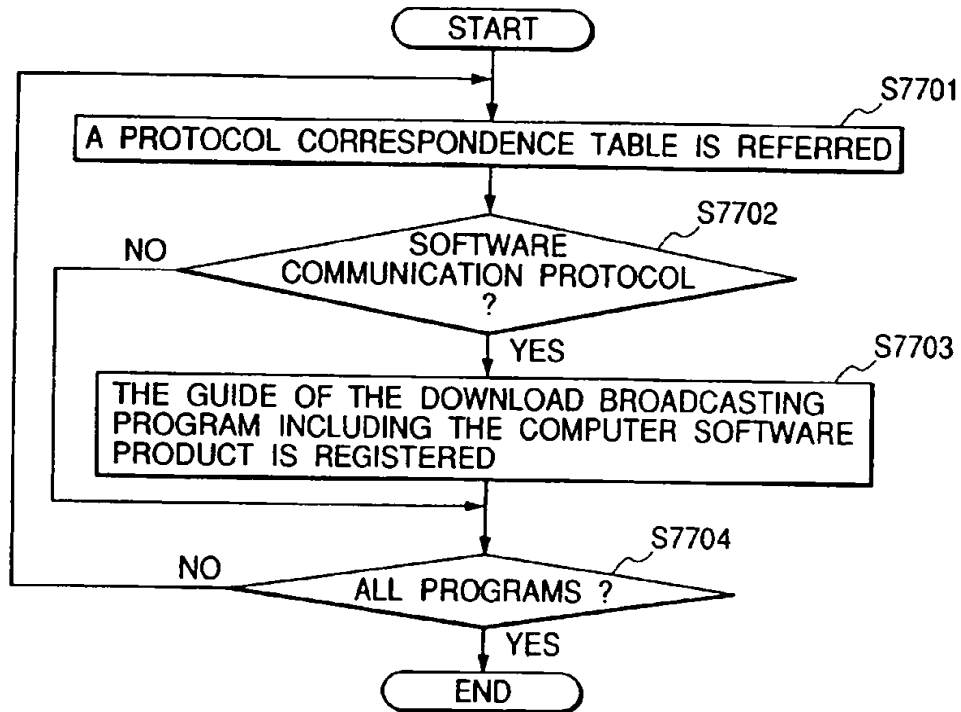 START
S7701
A PROTOCOL CORRESPONDENCE TABLE IS REFERRED
S7702
NO
SOFTWARE
COMMUNICATION PROTOCOL
?
YES
S7703
THE GUIDE OF THE DOWNLOAD BROADCASTING
PROGRAM INCLUDING THE COMPUTER SOFTWARE
PRODUCT IS REGISTERED
S7704
NO
ALL PROGRAMS ?
YES
END